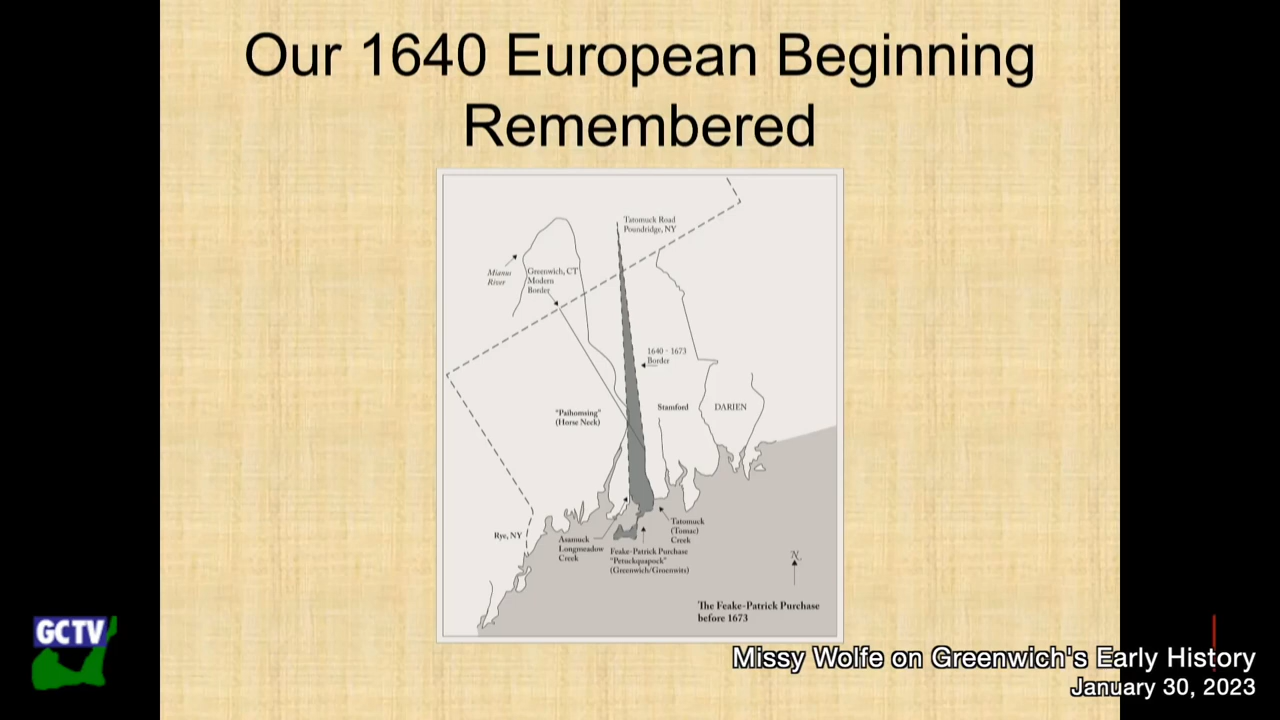 Our 1640 European Beginning
Remembered
Tatomuck Road
Poundridge, NY
Mianus
River
Greenwich, CT
Modern
Border
1640 - 1673
Border
"Paihomsing"
(Horse Neck)
Stamford
DARIEN
Rye, NY
Asamuck
Longmeadow
Creek
Feake-Patrick Purchase
"Petuckquapock"
(Greenwich/Groenwits)
Tatomuck
(Tomac)
Creek
N.
The Feake-Patrick Purchase
before 1673
GCTV
Missy Wolfe on Greenwich's Early History
January 30, 2023